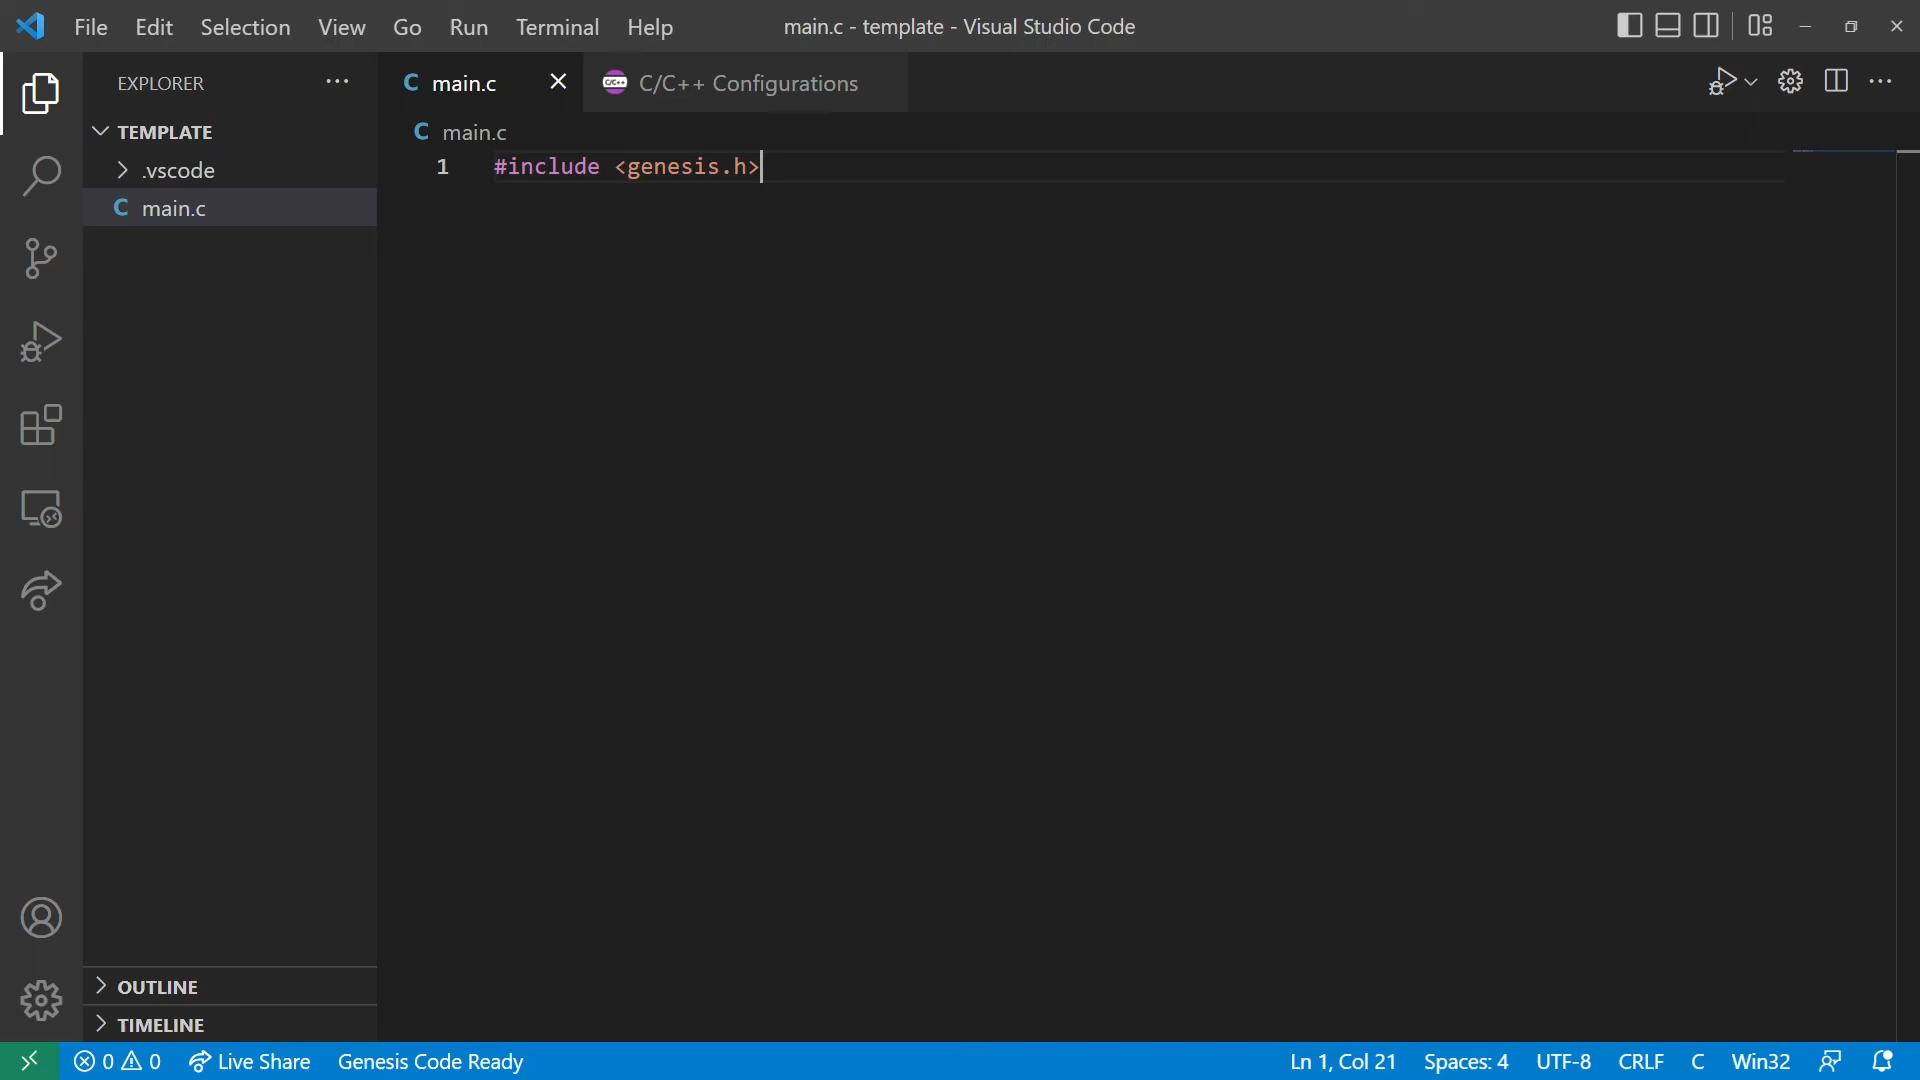 File Edit Selection View Go Run Terminal Help
main.c - template - Visual Studio Code
EXPLORER
TEMPLATE
.vscode
C main.c
OUTLINE
TIMELINE
C main.c
C/C++ C/C++ Configurations
C main.c
1 #include <genesis.h>
0 0 Live Share Genesis Code Ready
Ln 1, Col 21 Spaces: 4 UTF-8 CRLF C Win32